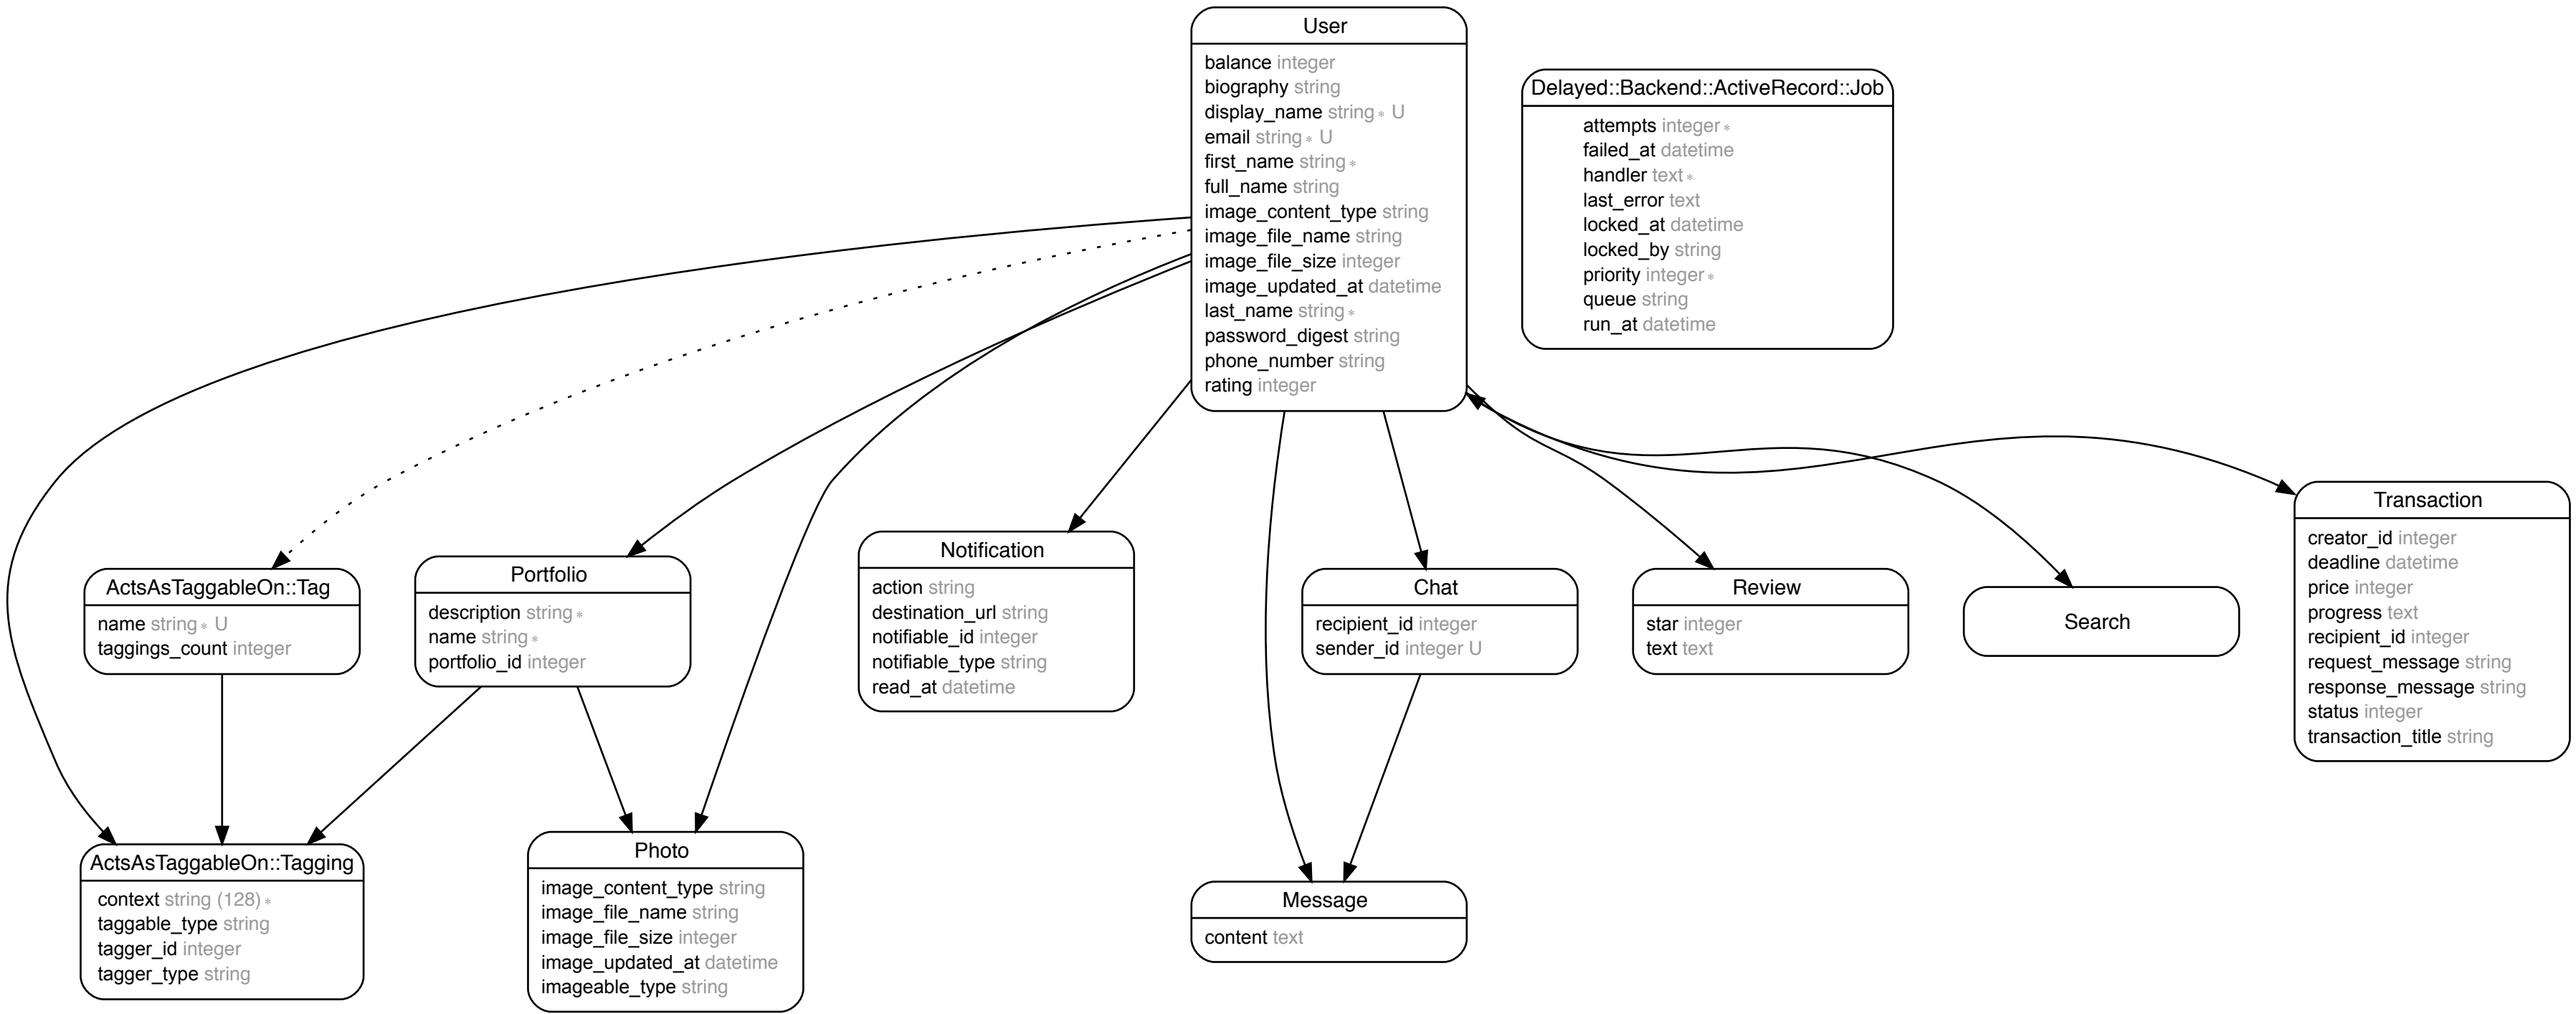 User
balance integer
biography string
display_name string * U
email string * U
first_name string *
full_name string
image_content_type string
image_file_name string
image_file_size integer
image_updated_at datetime
last_name string *
password_digest string
phone_number string
rating integer
Delayed::Backend::ActiveRecord::Job
attempts integer *
failed_at datetime
handler text *
last_error text
locked_at datetime
locked_by string
priority integer *
queue string
run_at datetime
ActsAsTaggableOn::Tag
name string * U
taggings_count integer
Portfolio
description string *
name string *
portfolio_id integer
Notification
action string
destination_url string
notifiable_id integer
notifiable_type string
read_at datetime
Chat
recipient_id integer
sender_id integer U
Review
star integer
text text
Search
Transaction
creator_id integer
deadline datetime
price integer
progress text
recipient_id integer
request_message string
response_message string
status integer
transaction_title string
ActsAsTaggableOn::Tagging
context string (128) *
taggable_type string
tagger_id integer
tagger_type string
Photo
image_content_type string
image_file_name string
image_file_size integer
image_updated_at datetime
imageable_type string
Message
content text